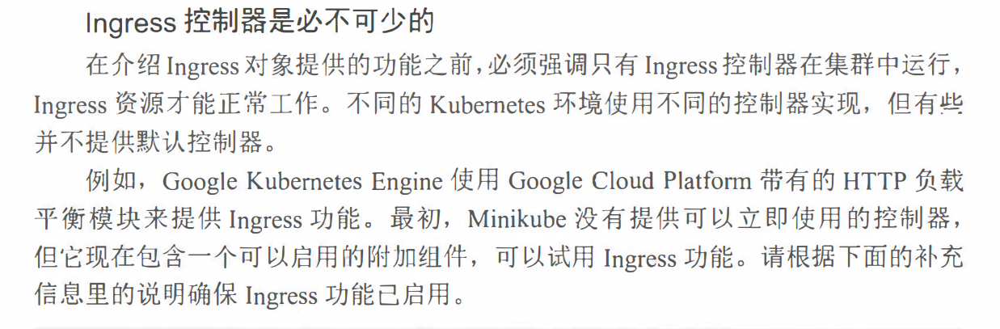 Ingress 控制器是必不可少的
在介绍 Ingress 对象提供的功能之前,必须强调只有 Ingress 控制器在集群中运行，
Ingress 资源才能正常工作。不同的 Kubernetes 环境使用不同的控制器实现，但有些
并不提供默认控制器。
例如，Google Kubernetes Engine 使用 Google Cloud Platform 带有的 HTTP 负载
平衡模块来提供 Ingress 功能。最初，Minikube 没有提供可以立即使用的控制器，
但它现在包含一个可以启用的附加组件，可以试用 Ingress 功能。请根据下面的补充
信息里的说明确保 Ingress 功能已启用。